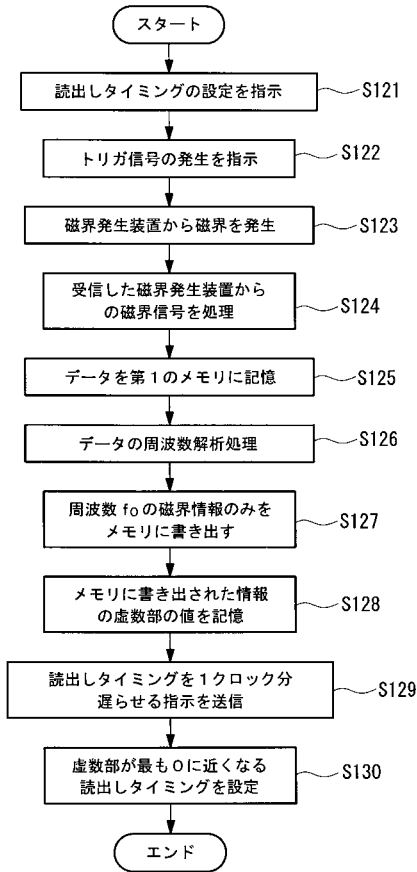 スタート
読出しタイミングの設定を指示
S121
トリガ信号の発生を指示
S122
磁界発生装置から磁界を発生
S123
受信した磁界発生装置から
の磁界信号を処理
S124
データを第1のメモリに記憶
S125
データの周波数解析処理
S126
周波数f0の磁界情報のみを
メモリに書き出す
S127
メモリに書き出された情報
の虚数部の値を記憶
S128
読出しタイミングを1クロック分
遅らせる指示を送信
S129
虚数部が最も0に近くなる
読出しタイミングを設定
S130
エンド